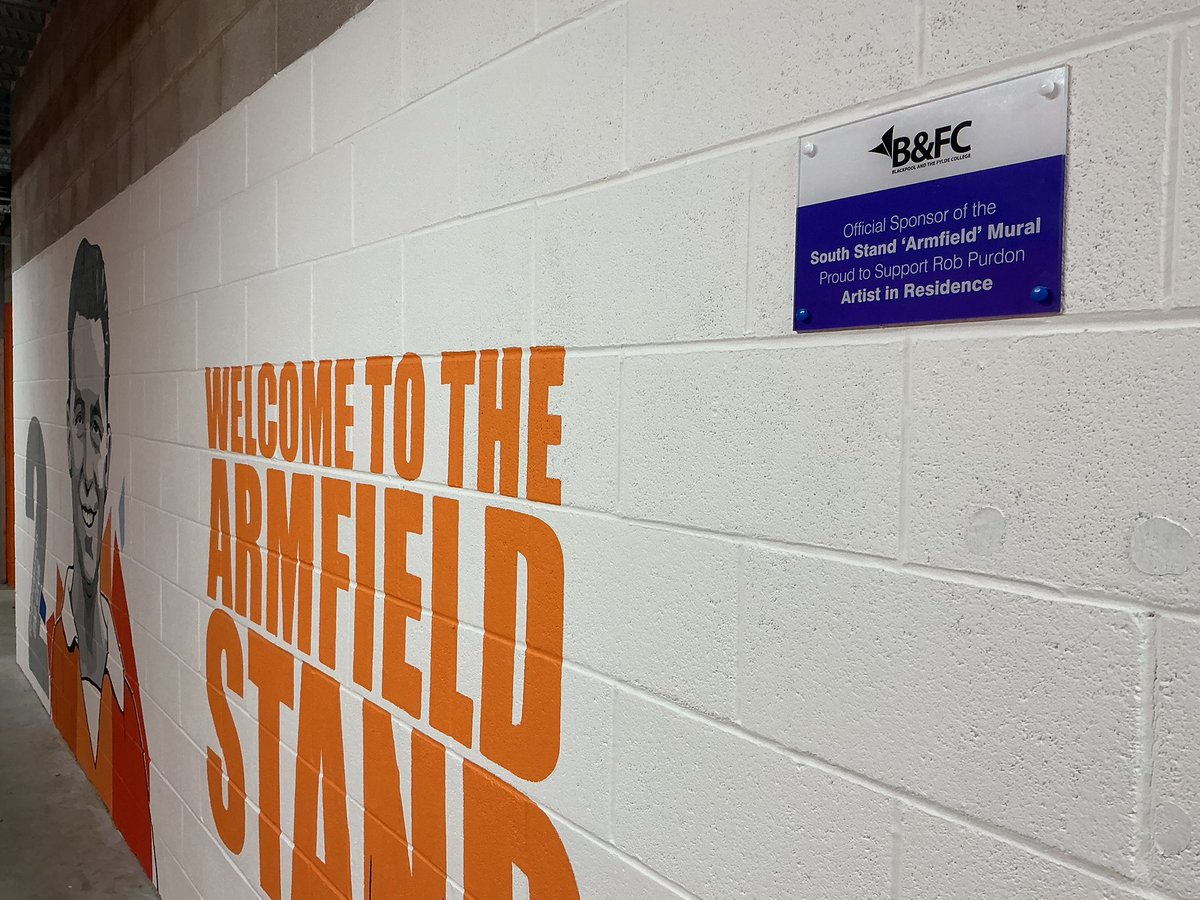 2
WELCOME TO THE
ARMFIELD
STAND
B&FC
BLACKPOOL AND THE FYLDE COLLEGE
Official Sponsor of the
South Stand 'Armfield' Mural
Proud to Support Rob Purdon
Artist in Residence